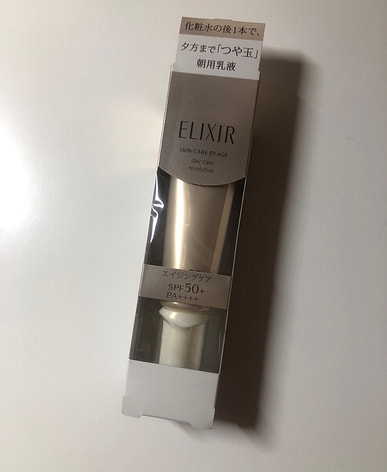 化粧水の後1本で、
夕方まで「つや玉」
朝用乳液
ELIXIR
SKIN CARE BY AGE
day care
revolution
エイジングケア
SPF50+
PA++++